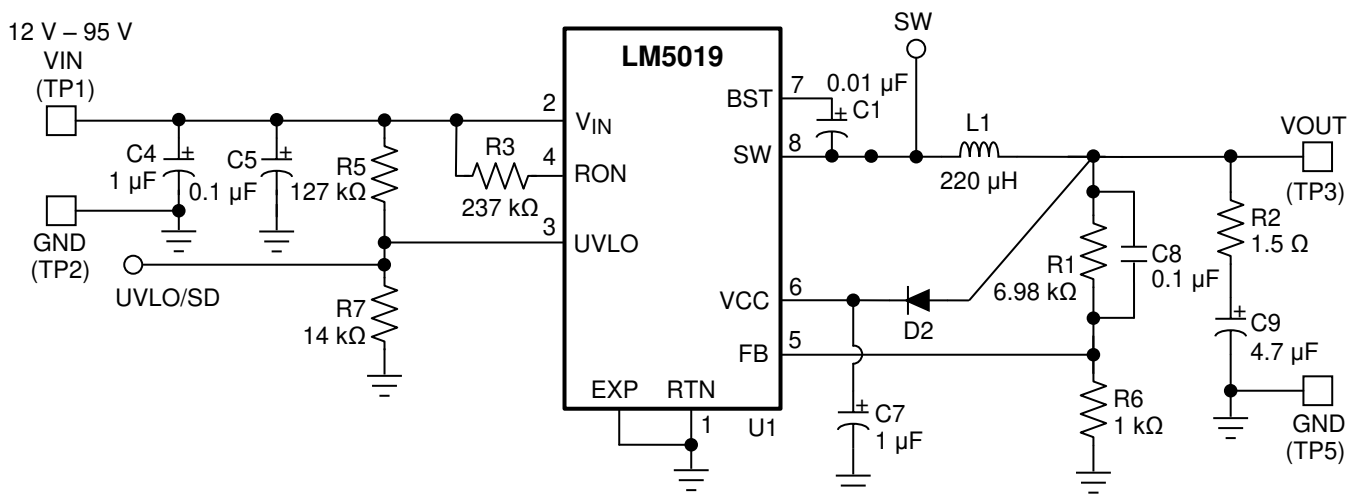 12 V – 95 V
VIN
(TP1)
GND
(TP2)
C4
1 µF
C5
0.1 µF
R5
127 kΩ
R3
237 kΩ
UVLO/SD
R7
14 kΩ
LM5019
2
VIN
4
RON
3
UVLO
BST
7
SW
8
VCC
6
FB
5
EXP
RTN
1
U1
0.01 µF
C1
SW
L1
220 µH
VOUT
(TP3)
D2
C7
1 µF
R1
6.98 kΩ
C8
0.1 µF
R6
1 kΩ
R2
1.5 Ω
C9
4.7 µF
GND
(TP5)
+
+
+
+
+